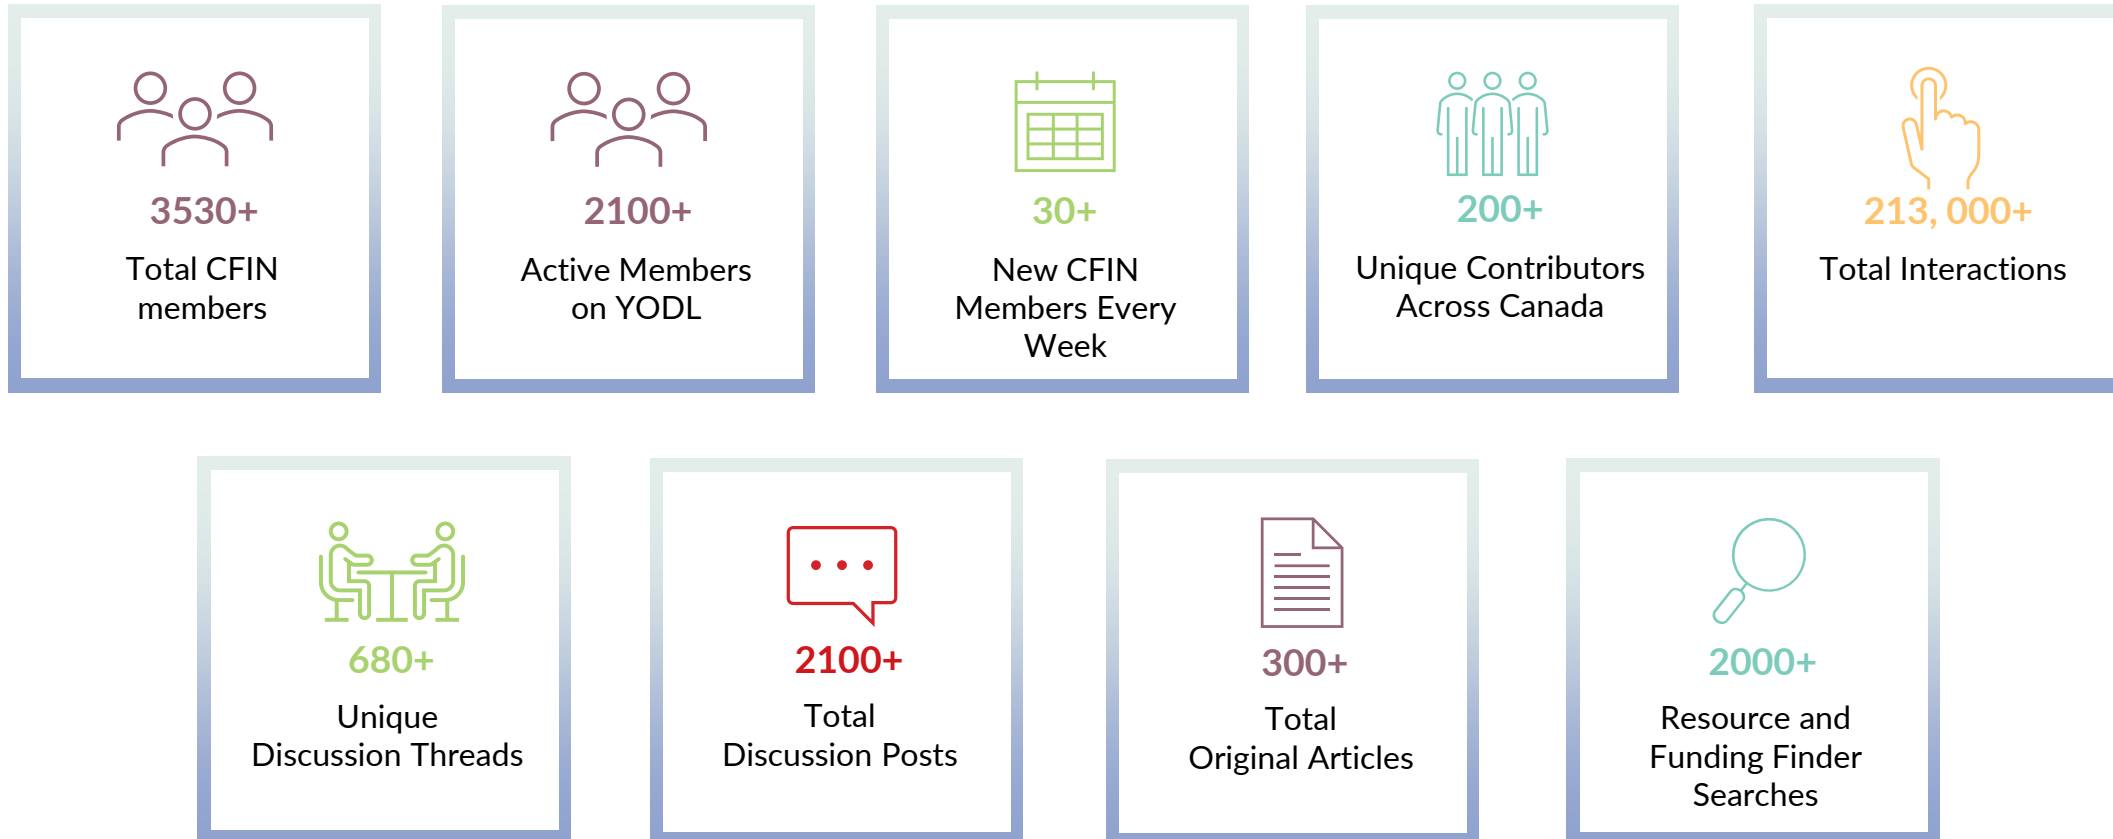 3530+
Total CFIN
members
2100+
Active Members
on YODL
30+
New CFIN
Members Every
Week
200+
Unique Contributors
Across Canada
213, 000+
Total Interactions
680+
Unique
Discussion Threads
2100+
Total
Discussion Posts
300+
Total
Original Articles
2000+
Resource and
Funding Finder
Searches